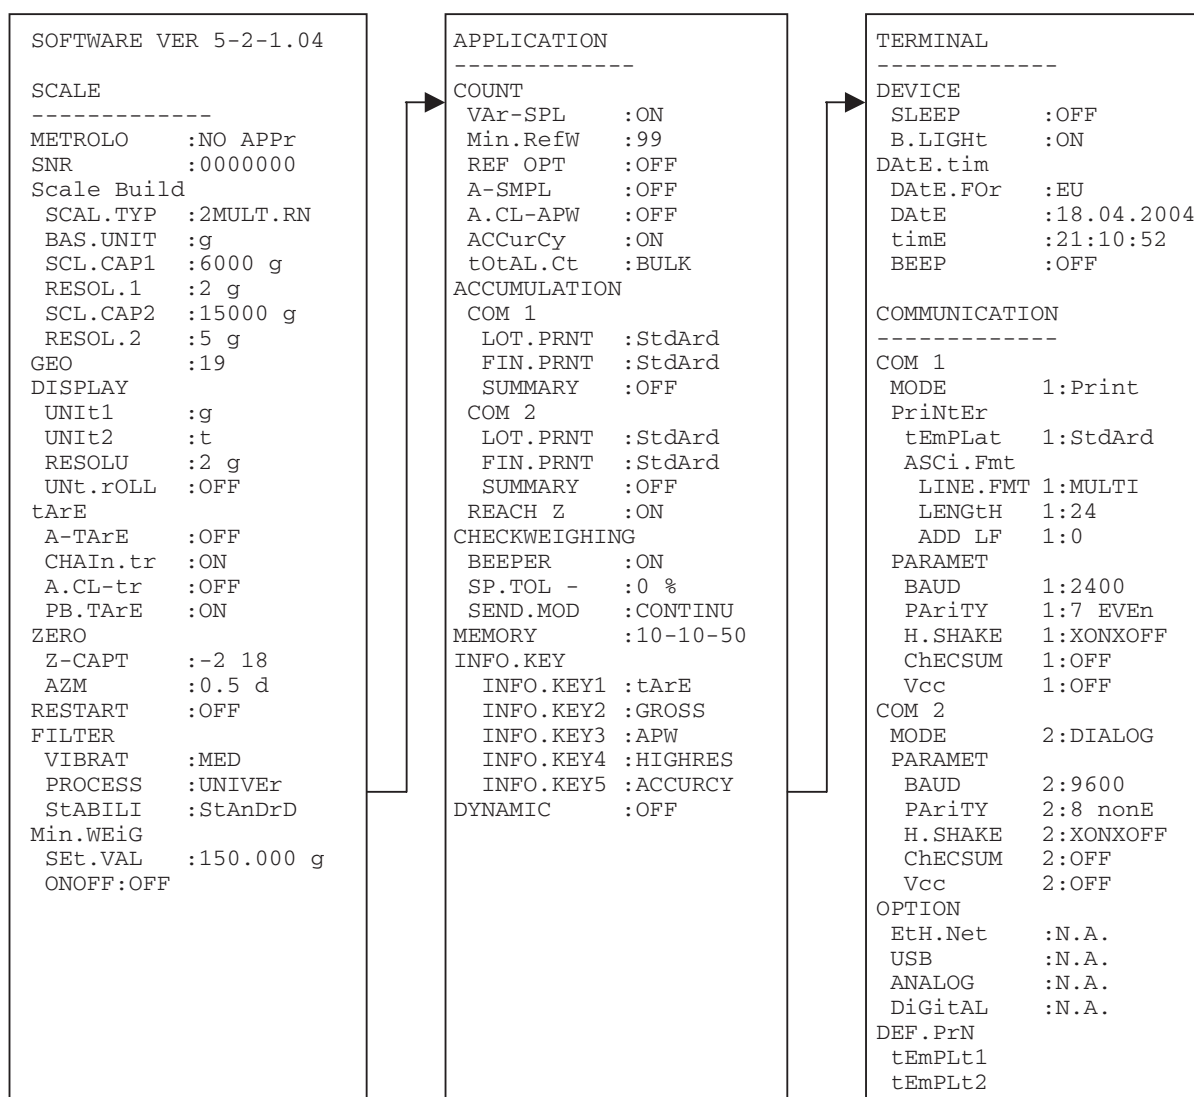 SOFTWARE VER 5-2-1.04
SCALE
-------------
METROLO :NO APPr
SNR :0000000
Scale Build
SCAL.TYP :2MULT.RN
BAS.UNIT :g
SCL.CAP1 :6000 g
RESOL.1 :2 g
SCL.CAP2 :15000 g
RESOL.2 :5 g
GEO :19
DISPLAY
UNIt1 :g
UNIt2 :t
RESOLU :2 g
UNt.rOLL :OFF
tArE
A-TArE :OFF
CHAIn.tr :ON
A.CL-tr :OFF
PB.TArE :ON
ZERO
Z-CAPT :-2 18
AZM :0.5 d
RESTART :OFF
FILTER
VIBRAT :MED
PROCESS :UNIVEr
StABILI :StAnDrD
Min.WEiG
SEt.VAL :150.000 g
ONOFF:OFF
APPLICATION
-------------
COUNT
VAr-SPL :ON
Min.RefW :99
REF OPT :OFF
A-SMPL :OFF
A.CL-APW :OFF
ACCurCy :ON
tOtAL.Ct :BULK
ACCUMULATION
COM 1
LOT.PRNT :StdArd
FIN.PRNT :StdArd
SUMMARY :OFF
COM 2
LOT.PRNT :StdArd
FIN.PRNT :StdArd
SUMMARY :OFF
REACH Z :ON
CHECKWEIGHING
BEEPER :ON
SP.TOL - :0 %
SEND.MOD :CONTINU
MEMORY :10-10-50
INFO.KEY
INFO.KEY1 :tArE
INFO.KEY2 :GROSS
INFO.KEY3 :APW
INFO.KEY4 :HIGHRES
INFO.KEY5 :ACCURCY
DYNAMIC :OFF
TERMINAL
-------------
DEVICE
SLEEP :OFF
B.LIGHt :ON
DAtE.tim
DAtE.FOr :EU
DAtE :18.04.2004
timE :21:10:52
BEEP :OFF
COMMUNICATION
-------------
COM 1
MODE 1:Print
PriNtEr
tEmPLat 1:StdArd
ASCi.Fmt
LINE.FMT 1:MULTI
LENGtH 1:24
ADD LF 1:0
PARAMET
BAUD 1:2400
PAriTY 1:7 EVEn
H.SHAKE 1:XONXOFF
ChECSUM 1:OFF
Vcc 1:OFF
COM 2
MODE 2:DIALOG
PARAMET
BAUD 2:9600
PAriTY 2:8 nonE
H.SHAKE 2:XONXOFF
ChECSUM 2:OFF
Vcc 2:OFF
OPTION
EtH.Net :N.A.
USB :N.A.
ANALOG :N.A.
DiGitAL :N.A.
DEF.PrN
tEmPLt1
tEmPLt2